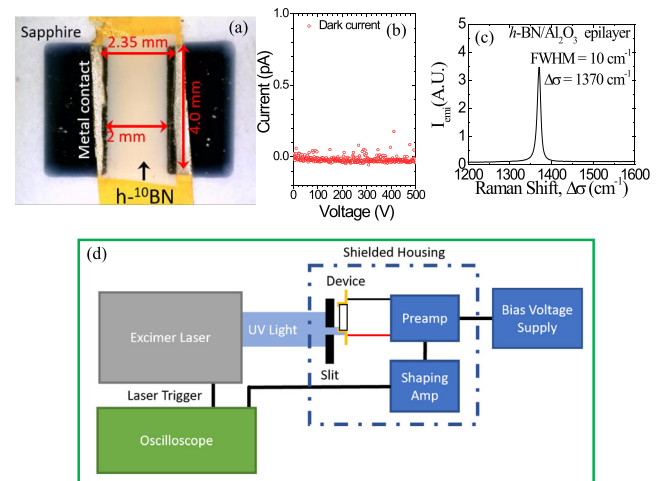 (a)
Sapphire
2.35 mm
Metal contact
4.0 mm
2 mm
h-¹⁰BN
(b)
1.0
0.5
0.0
Current (pA)
Dark current
0 100 200 300 400 500
Voltage (V)
(c)
h-BN/Al₂O₃ epilayer
FWHM = 10 cm⁻¹
Δσ = 1370 cm⁻¹
5
4
3
2
1
0
I_emi (A.U.)
1200 1300 1400 1500 1600
Raman Shift, Δσ (cm⁻¹)
(d)
Shielded Housing
Device
Excimer Laser
UV Light
Preamp
Bias Voltage
Supply
Slit
Shaping
Amp
Laser Trigger
Oscilloscope